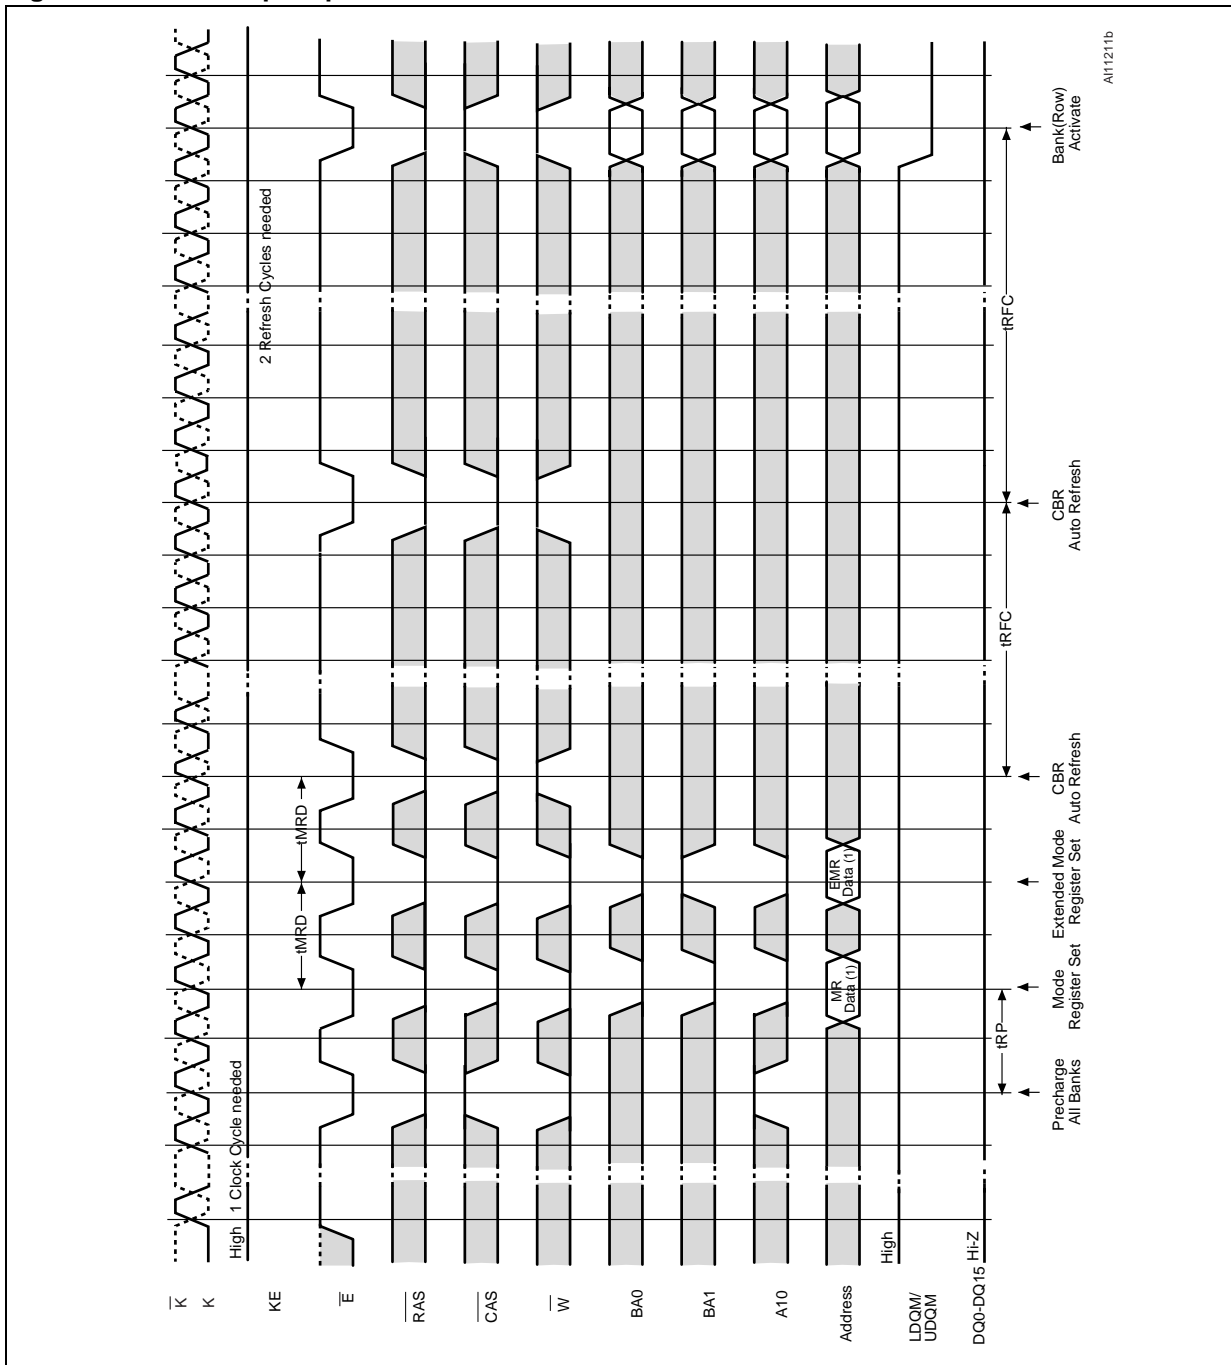 K
K
High
1 Clock Cycle needed
2 Refresh Cycles needed
KE
E
RAS
CAS
W
BA0
BA1
A10
Address
MR
Data (1)
EMR
Data (1)
LDQM/
UDQM
High
DQ0-DQ15
Hi-Z
tMRD
tMRD
tRP
tRFC
tRFC
Precharge
All Banks
Mode
Register Set
Extended Mode
Register Set
CBR
Auto Refresh
CBR
Auto Refresh
Bank(Row)
Activate
AI11211b